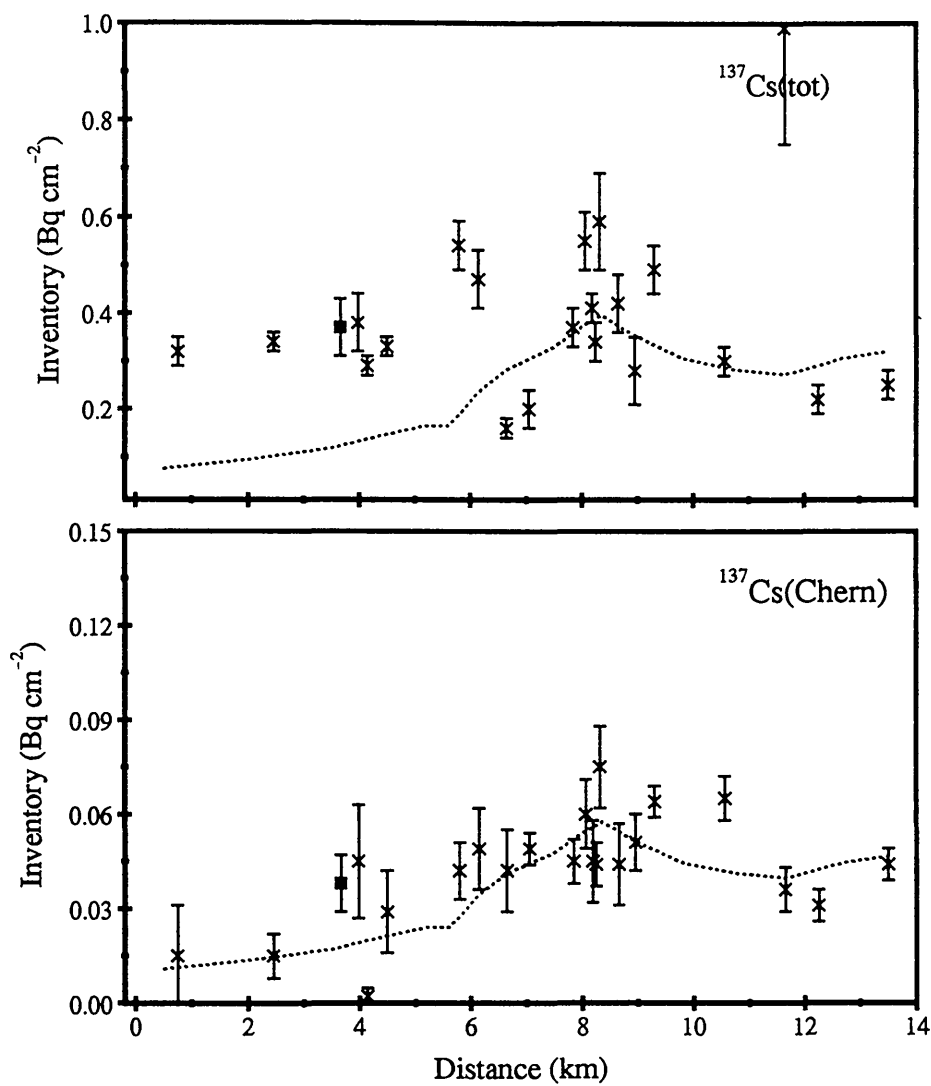 1.0
0.8
0.6
0.4
0.2
Inventory (Bq cm⁻²)
¹³⁷Cs(tot)
0.15
0.12
0.09
0.06
0.03
0.00
Inventory (Bq cm⁻²)
¹³⁷Cs(Chern)
0 2 4 6 8 10 12 14
Distance (km)